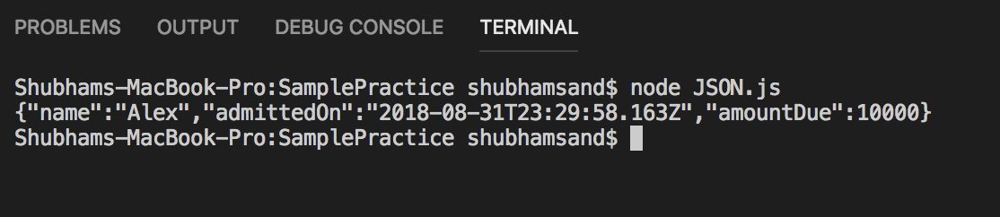 PROBLEMS OUTPUT DEBUG CONSOLE TERMINAL
Shubhams-MacBook-Pro:SamplePractice shubhamsand$ node JSON.js
{"name":"Alex","admittedOn":"2018-08-31T23:29:58.163Z","amountDue":10000}
Shubhams-MacBook-Pro:SamplePractice shubhamsand$